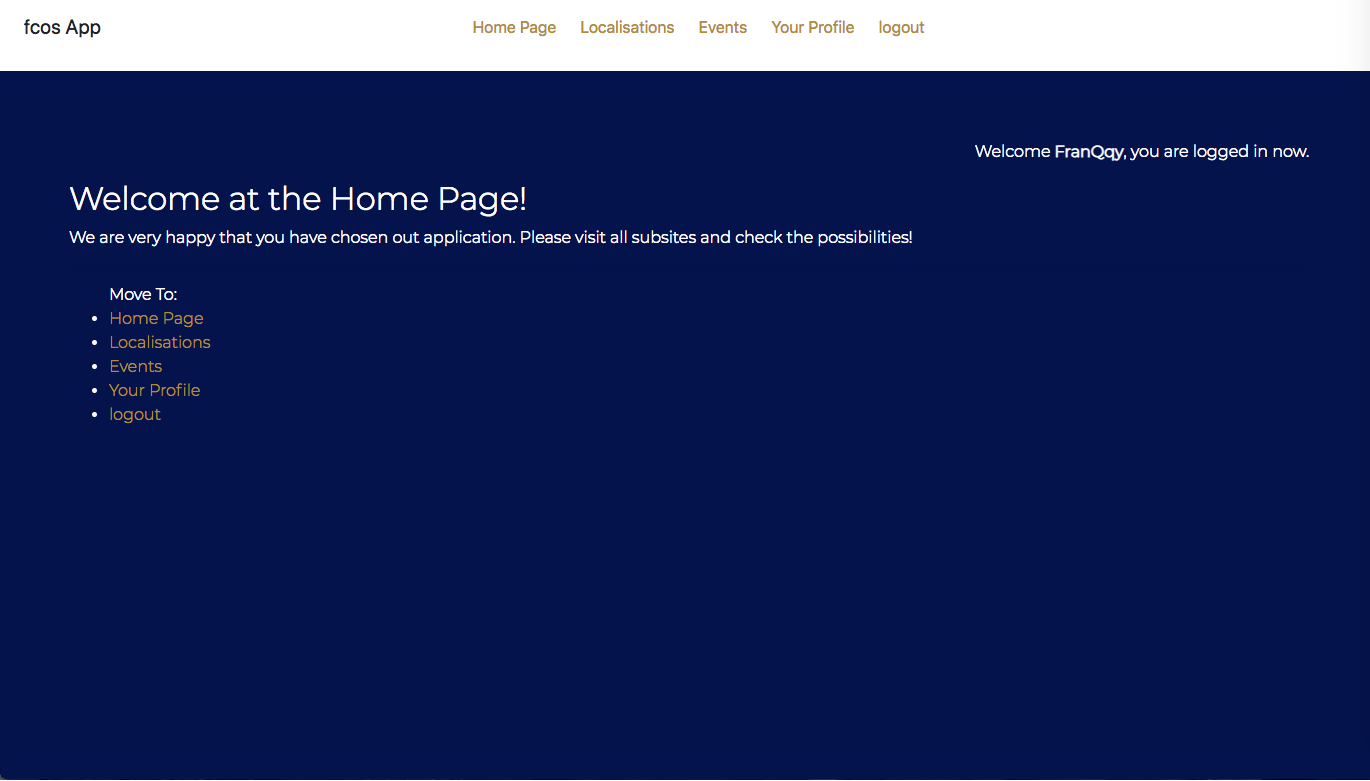 fcos App
Home Page Localisations Events Your Profile logout
Welcome FranQqy, you are logged in now.
Welcome at the Home Page!
We are very happy that you have chosen out application. Please visit all subsites and check the possibilities!
Move To:
Home Page
Localisations
Events
Your Profile
logout